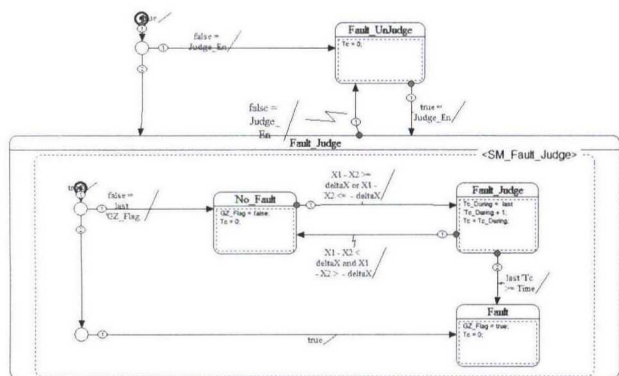 Fault_UnJudge
Tc = 0;
false =
Judge_En
false =
Judge_
En
true =
Judge_En
Fault_Judge
<SM_Fault_Judge>
false =
last
'GZ_Flag
No_Fault
GZ_Flag = false;
Tc = 0;
X1 - X2 >=
deltaX or X1 -
X2 <= - deltaX
Fault_Judge
Tc_During = last
'Tc_During + 1;
Tc = Tc_During;
X1 - X2 <
deltaX and X1
- X2 > - deltaX
last 'Tc
>= Time
Fault
GZ_Flag = true;
Tc = 0;
true